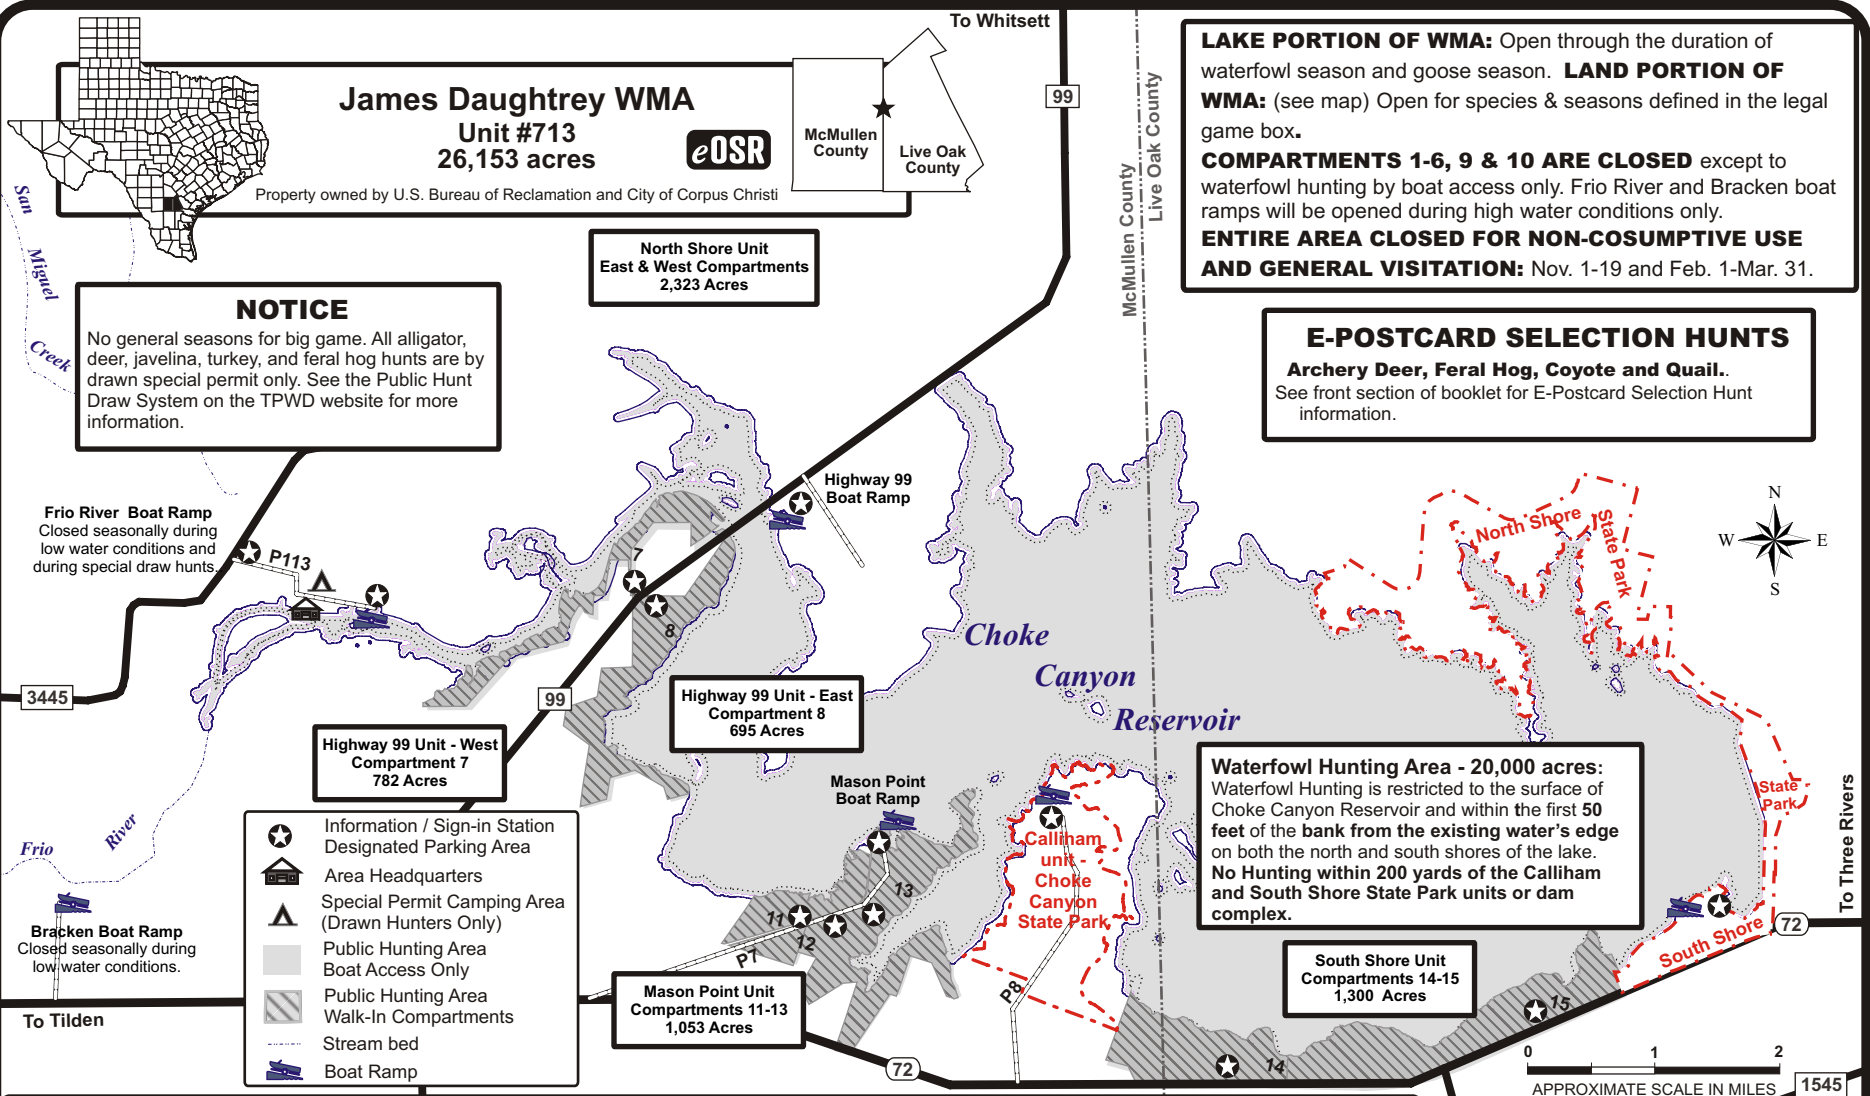 To Whitsett
James Daughtrey WMA
Unit #713
26,153 acres
eOSR
Property owned by U.S. Bureau of Reclamation and City of Corpus Christi
McMullen
County
Live Oak
County
99
McMullen County
Live Oak County
LAKE PORTION OF WMA: Open through the duration of
waterfowl season and goose season. LAND PORTION OF
WMA: (see map) Open for species & seasons defined in the legal
game box.
COMPARTMENTS 1-6, 9 & 10 ARE CLOSED except to
waterfowl hunting by boat access only. Frio River and Bracken boat
ramps will be opened during high water conditions only.
ENTIRE AREA CLOSED FOR NON-COSUMPTIVE USE
AND GENERAL VISITATION: Nov. 1-19 and Feb. 1-Mar. 31.
San
Miguel
Creek
North Shore Unit
East & West Compartments
2,323 Acres
NOTICE
No general seasons for big game. All alligator,
deer, javelina, turkey, and feral hog hunts are by
drawn special permit only. See the Public Hunt
Draw System on the TPWD website for more
information.
E-POSTCARD SELECTION HUNTS
Archery Deer, Feral Hog, Coyote and Quail..
See front section of booklet for E-Postcard Selection Hunt
information.
Highway 99
Boat Ramp
Frio River Boat Ramp
Closed seasonally during
low water conditions and
during special draw hunts.
P113
7
8
North Shore
State Park
N
W
E
S
Choke
Canyon
Reservoir
3445
99
Highway 99 Unit - East
Compartment 8
695 Acres
Highway 99 Unit - West
Compartment 7
782 Acres
Mason Point
Boat Ramp
Waterfowl Hunting Area - 20,000 acres:
Waterfowl Hunting is restricted to the surface of
Choke Canyon Reservoir and within the first 50
feet of the bank from the existing water's edge
on both the north and south shores of the lake.
No Hunting within 200 yards of the Calliham
and South Shore State Park units or dam
complex.
State
Park
To Three Rivers
Frio
River
Information / Sign-in Station
Designated Parking Area
Area Headquarters
Special Permit Camping Area
(Drawn Hunters Only)
Public Hunting Area
Boat Access Only
Public Hunting Area
Walk-In Compartments
Stream bed
Boat Ramp
Calliham
unit -
Choke
Canyon
State Park
13
11
12
P7
P8
Bracken Boat Ramp
Closed seasonally during
low water conditions.
To Tilden
Mason Point Unit
Compartments 11-13
1,053 Acres
South Shore Unit
Compartments 14-15
1,300 Acres
South Shore
72
15
14
72
0 1 2
APPROXIMATE SCALE IN MILES
1545